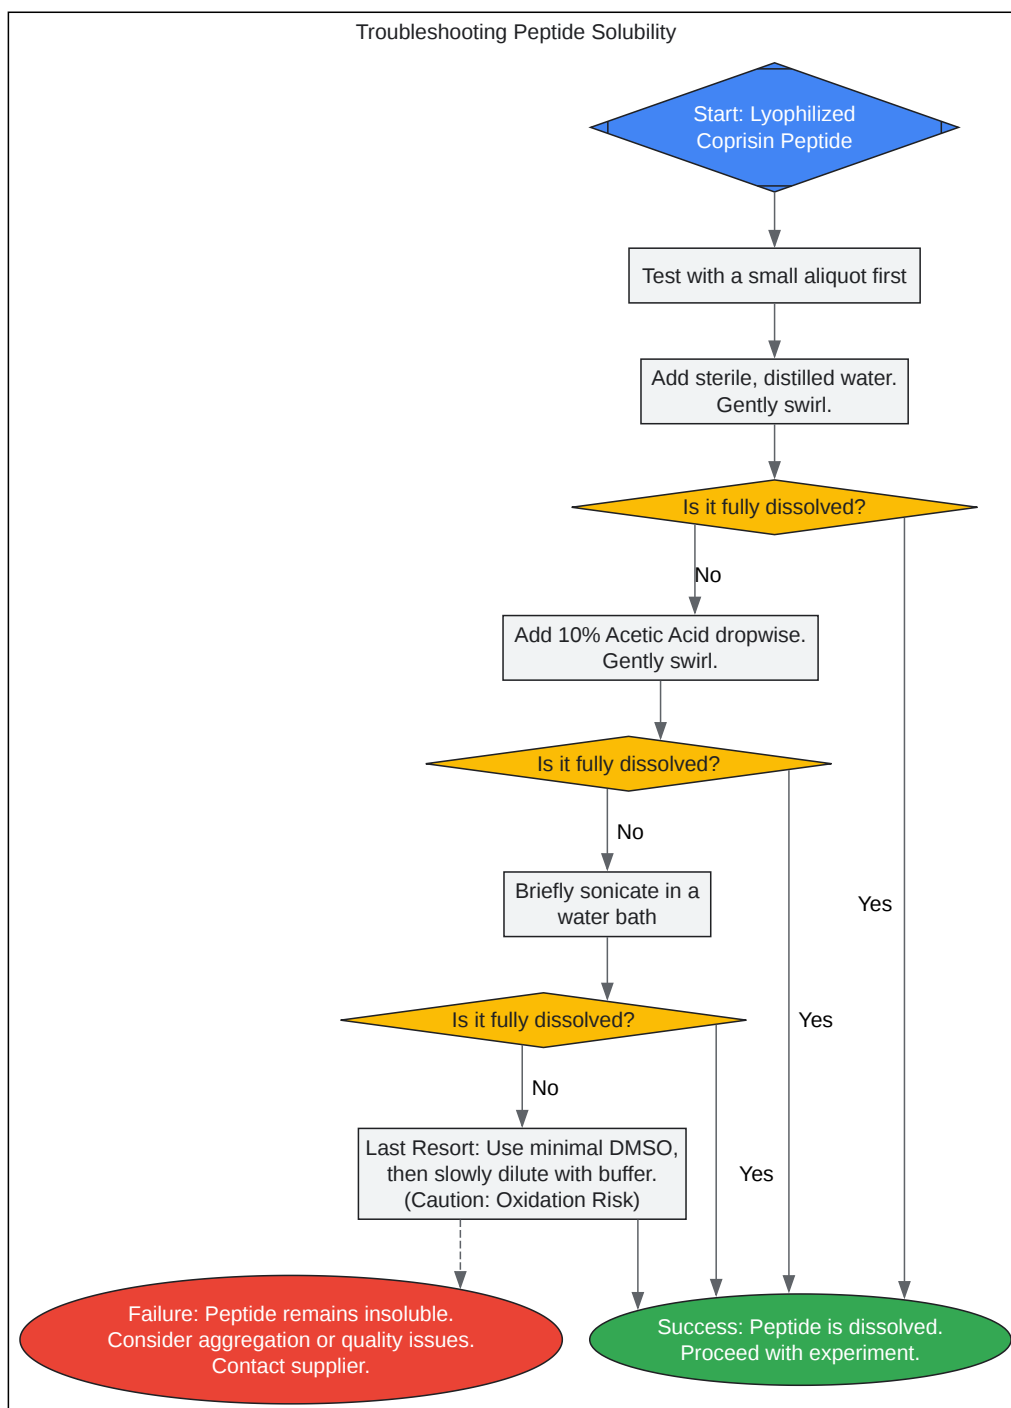 Troubleshooting Peptide Solubility
Start: Lyophilized
Coprisin Peptide
Test with a small aliquot first
Add sterile, distilled water.
Gently swirl.
Is it fully dissolved?
No
Add 10% Acetic Acid dropwise.
Gently swirl.
Is it fully dissolved?
No
Briefly sonicate in a
water bath
Yes
Is it fully dissolved?
Yes
No
Last Resort: Use minimal DMSO,
then slowly dilute with buffer.
(Caution: Oxidation Risk)
Yes
Failure: Peptide remains insoluble.
Consider aggregation or quality issues.
Contact supplier.
Success: Peptide is dissolved.
Proceed with experiment.